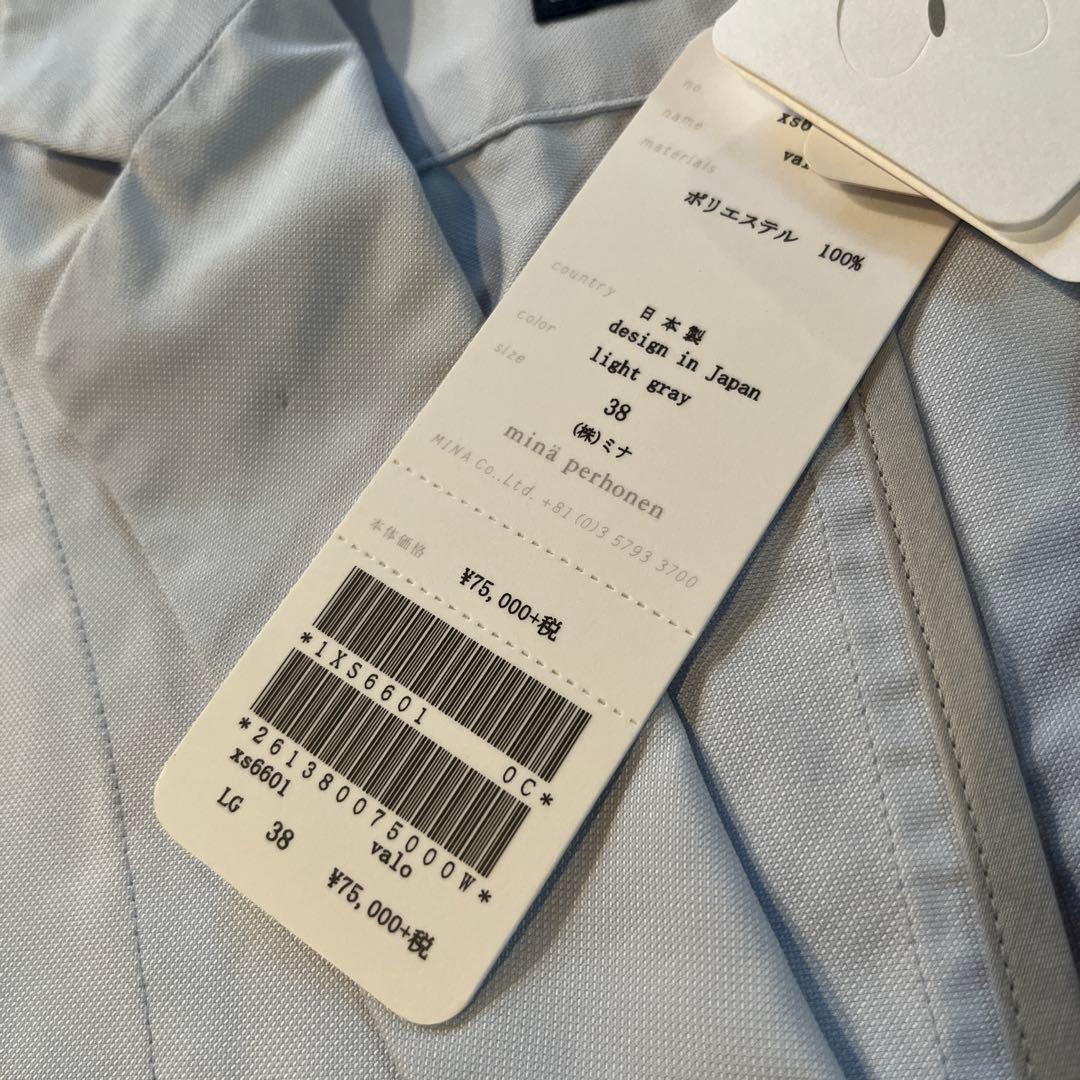 no.
name
materials
ポリエステル 100%
country 日本製
design in Japan
color light gray
size 38
(株)ミナ
minä perhonen
MINA Co.,Ltd. +81 (0)3 5793 3700
本体価格
¥75,000+税
*1XS6601 0C*
*2613800075000W*
xs6601 valo
LG 38
¥75,000+税